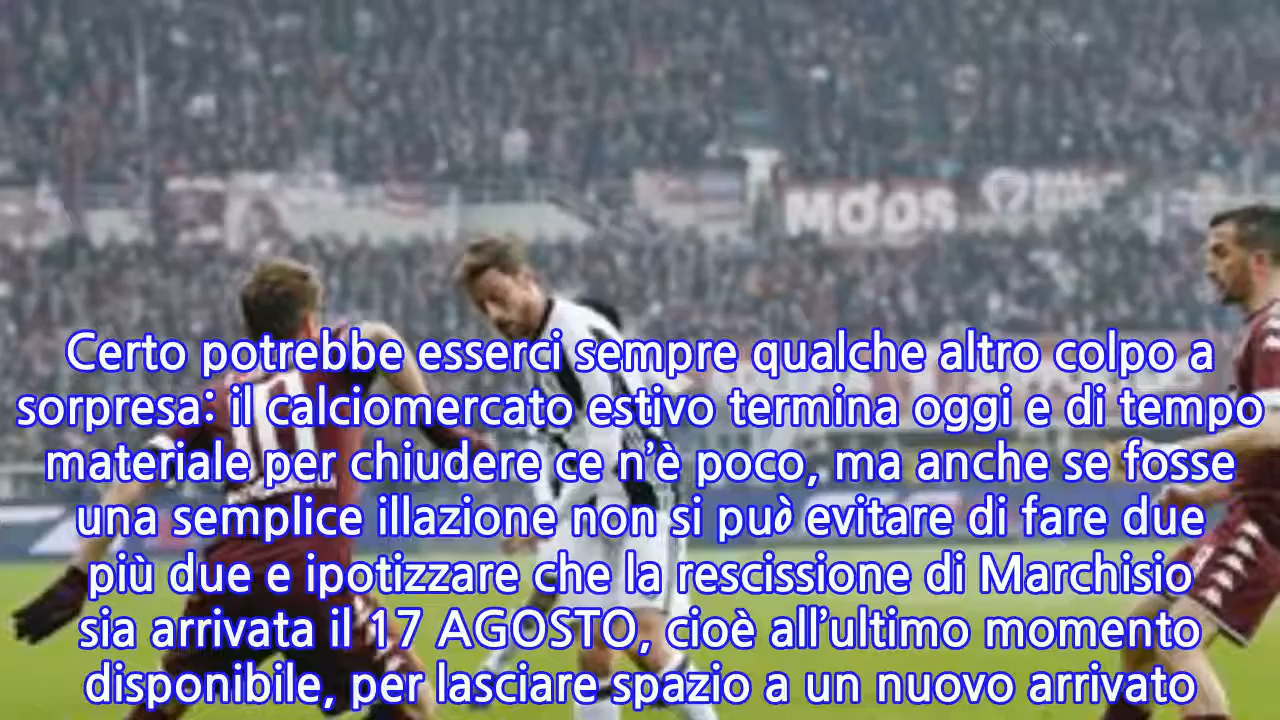 MODS
Certo potrebbe esserci sempre qualche altro colpo a
sorpresa: il calciomercato estivo termina oggi e di tempo
materiale per chiudere ce n'è poco, ma anche se fosse
una semplice illazione non si può evitare di fare due
più due e ipotizzare che la rescissione di Marchisio
sia arrivata il 17 AGOSTO, cioè all'ultimo momento
disponibile, per lasciare spazio a un nuovo arrivato